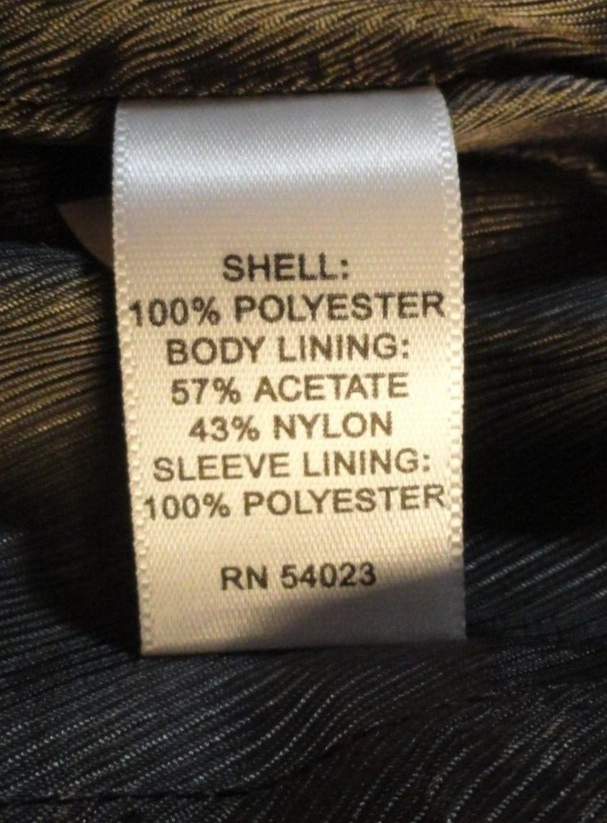 SHELL:
100% POLYESTER
BODY LINING:
57% ACETATE
43% NYLON
SLEEVE LINING:
100% POLYESTER
RN 54023